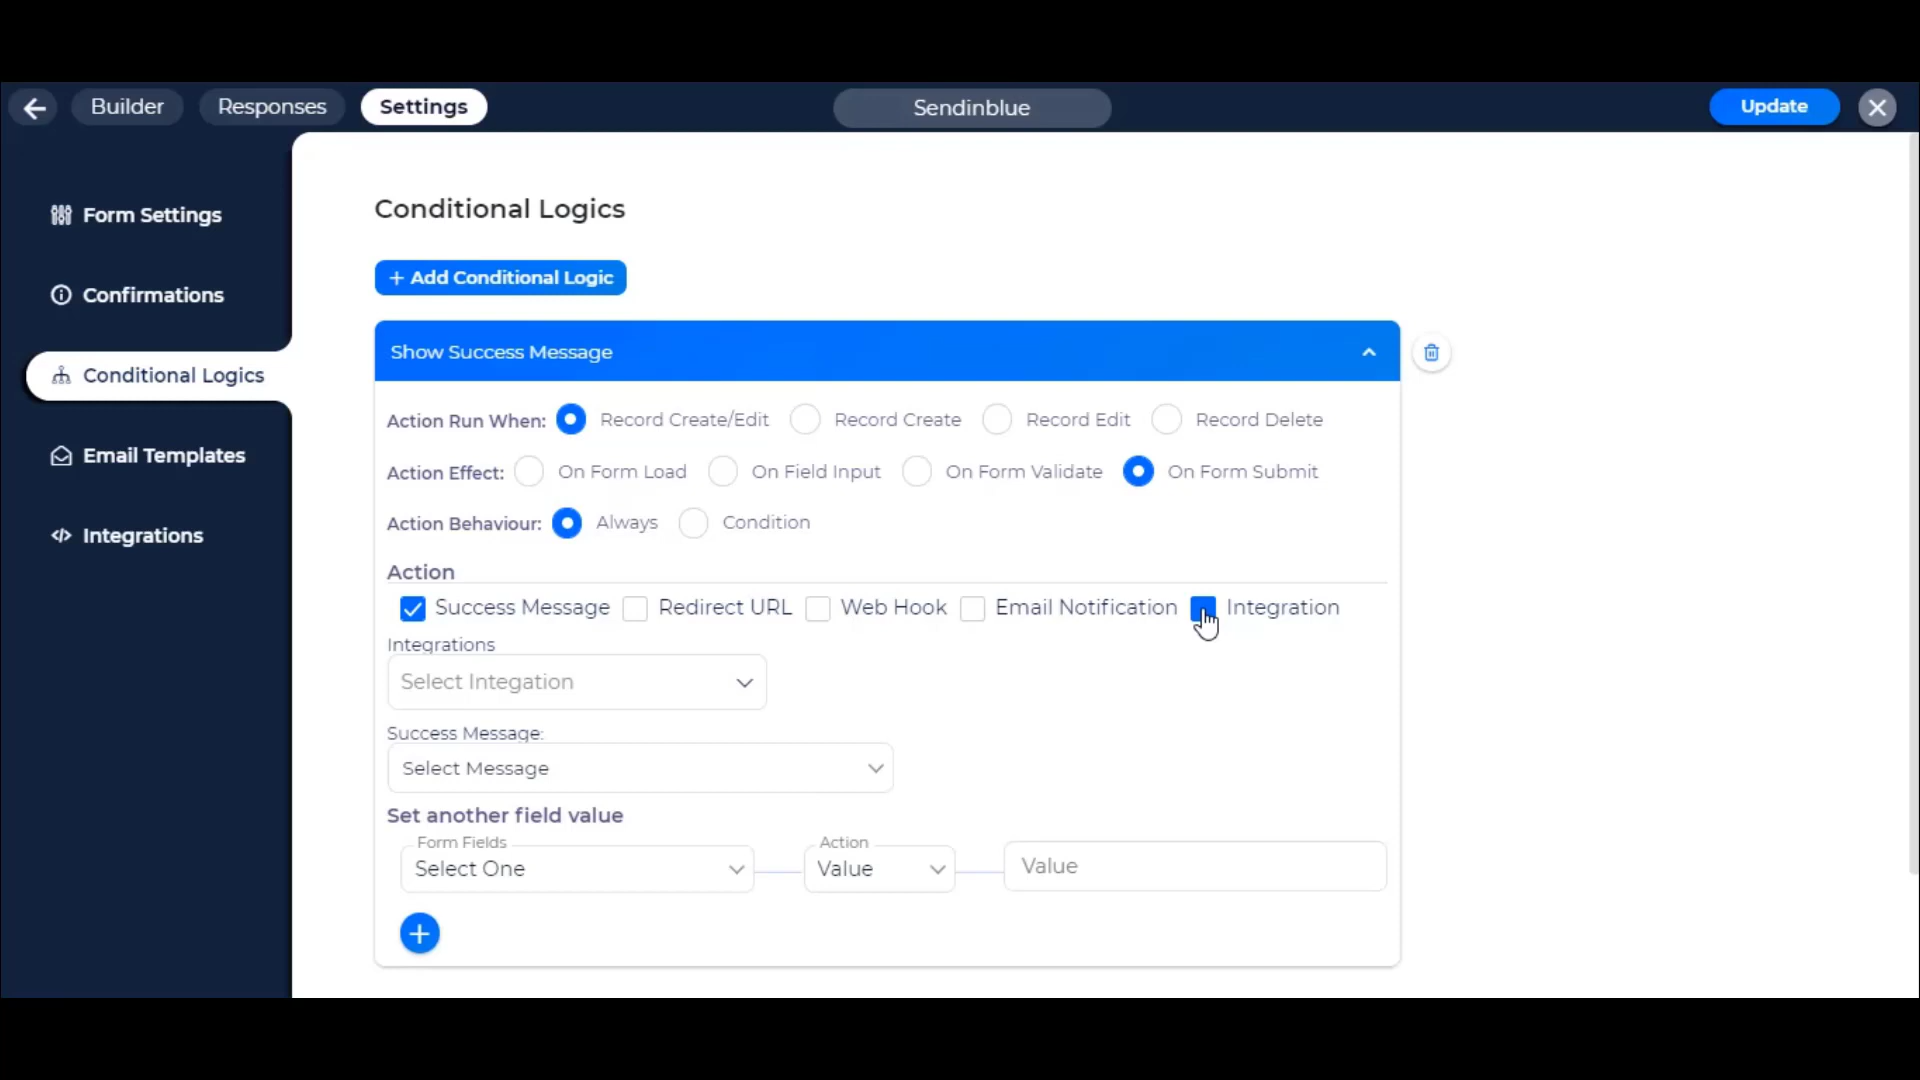 Builder Responses Settings Sendinblue Update
Form Settings
Confirmations
Conditional Logics
Email Templates
Integrations
Conditional Logics
+ Add Conditional Logic
Show Success Message
Action Run When: Record Create/Edit Record Create Record Edit Record Delete
Action Effect: On Form Load On Field Input On Form Validate On Form Submit
Action Behaviour: Always Condition
Action
Success Message Redirect URL Web Hook Email Notification Integration
Integrations
Select Integation
Success Message:
Select Message
Set another field value
Form Fields Action
Select One Value Value